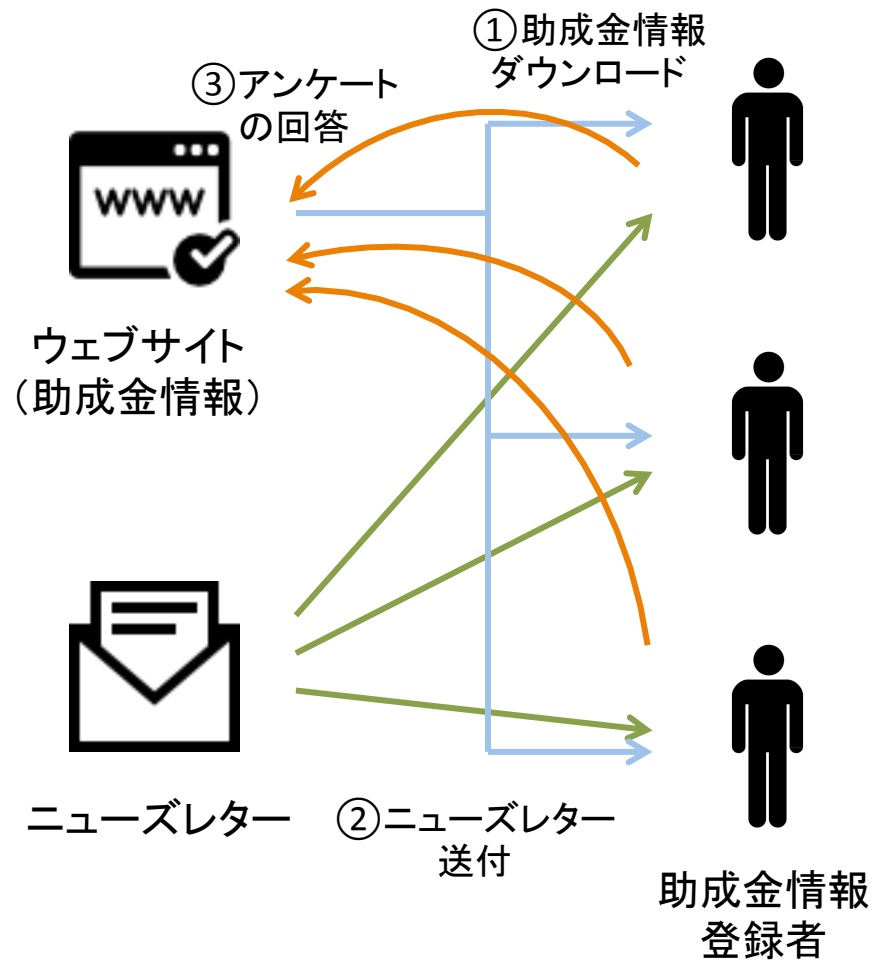 ①助成金情報
ダウンロード
③アンケート
の回答
WWW
ウェブサイト
（助成金情報）
ニューズレター
②ニューズレター
送付
助成金情報
登録者